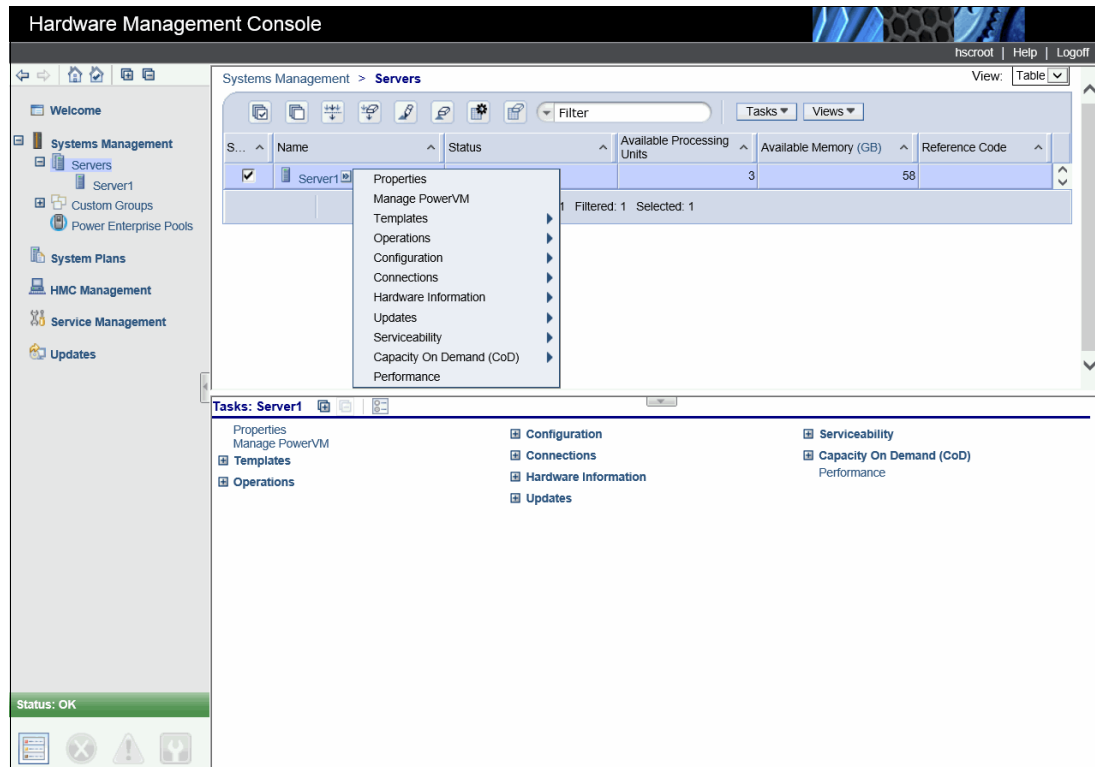 Hardware Management Console
hscroot | Help | Logoff
Systems Management > Servers
View: Table
Welcome
Systems Management
Servers
Server1
Custom Groups
Power Enterprise Pools
System Plans
HMC Management
Service Management
Updates
Filter
Tasks
Views
S...
Name
Status
Available Processing Units
Available Memory (GB)
Reference Code
Server1
3
58
1 Filtered: 1 Selected: 1
Properties
Manage PowerVM
Templates
Operations
Configuration
Connections
Hardware Information
Updates
Serviceability
Capacity On Demand (CoD)
Performance
Tasks: Server1
Properties
Manage PowerVM
Templates
Operations
Configuration
Connections
Hardware Information
Updates
Serviceability
Capacity On Demand (CoD)
Performance
Status: OK